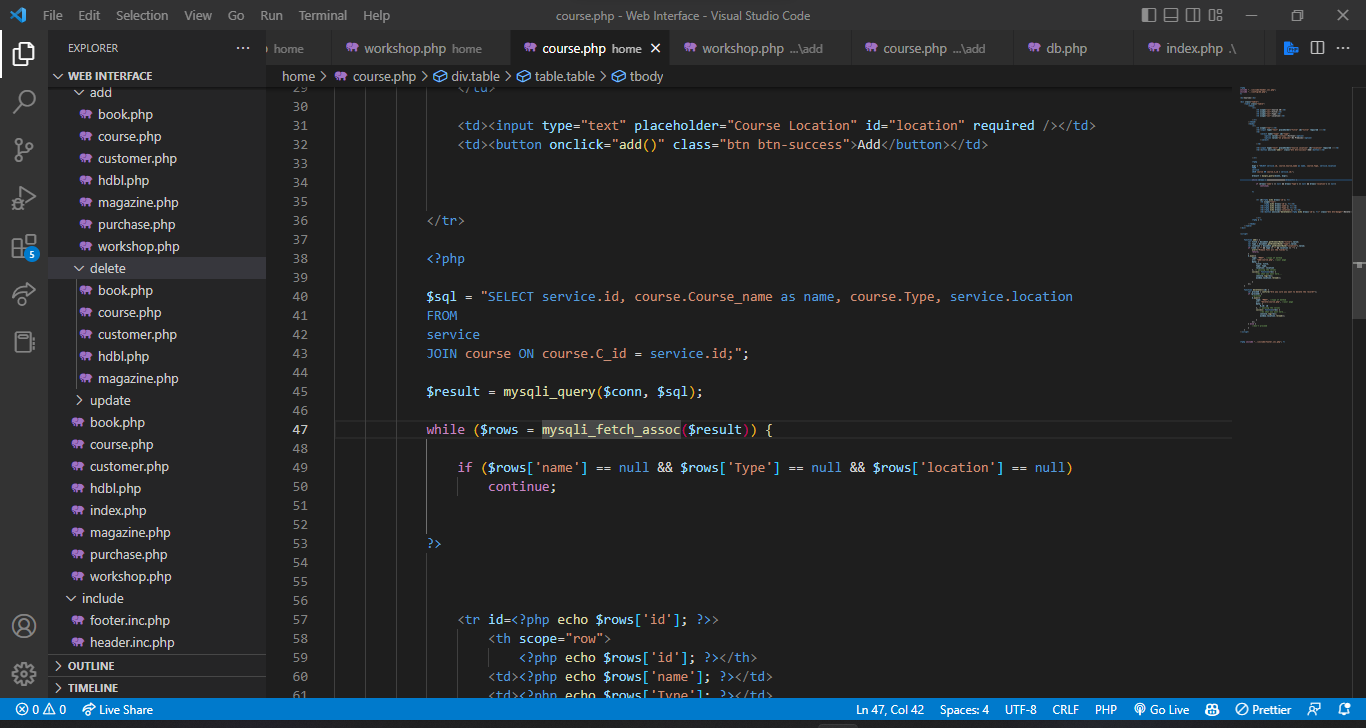 File Edit Selection View Go Run Terminal Help course.php - Web Interface - Visual Studio Code
EXPLORER ...
home workshop.php home course.php home workshop.php ...\add course.php ...\add db.php index.php .\
WEB INTERFACE
home > course.php > div.table > table.table > tbody
add
book.php
course.php
customer.php
hdbl.php
magazine.php
purchase.php
workshop.php
delete
book.php
course.php
customer.php
hdbl.php
magazine.php
update
book.php
course.php
customer.php
hdbl.php
index.php
magazine.php
purchase.php
workshop.php
include
footer.inc.php
header.inc.php
OUTLINE
TIMELINE
5
29 </td>
30
31 <td><input type="text" placeholder="Course Location" id="location" required /></td>
32 <td><button onclick="add()" class="btn btn-success">Add</button></td>
33
34
35
36 </tr>
37
38 <?php
39
40 $sql = "SELECT service.id, course.Course_name as name, course.Type, service.location
41 FROM
42 service
43 JOIN course ON course.C_id = service.id;";
44
45 $result = mysqli_query($conn, $sql);
46
47 while ($rows = mysqli_fetch_assoc($result)) {
48
49 if ($rows['name'] == null && $rows['Type'] == null && $rows['location'] == null)
50 continue;
51
52
53 ?>
54
55
56
57 <tr id=<?php echo $rows['id']; ?>>
58 <th scope="row">
59 <?php echo $rows['id']; ?></th>
60 <td><?php echo $rows['name']; ?></td>
61 <td><?php echo $rows['Type']; ?></td>
0 0 Live Share Ln 47, Col 42 Spaces: 4 UTF-8 CRLF PHP Go Live Prettier